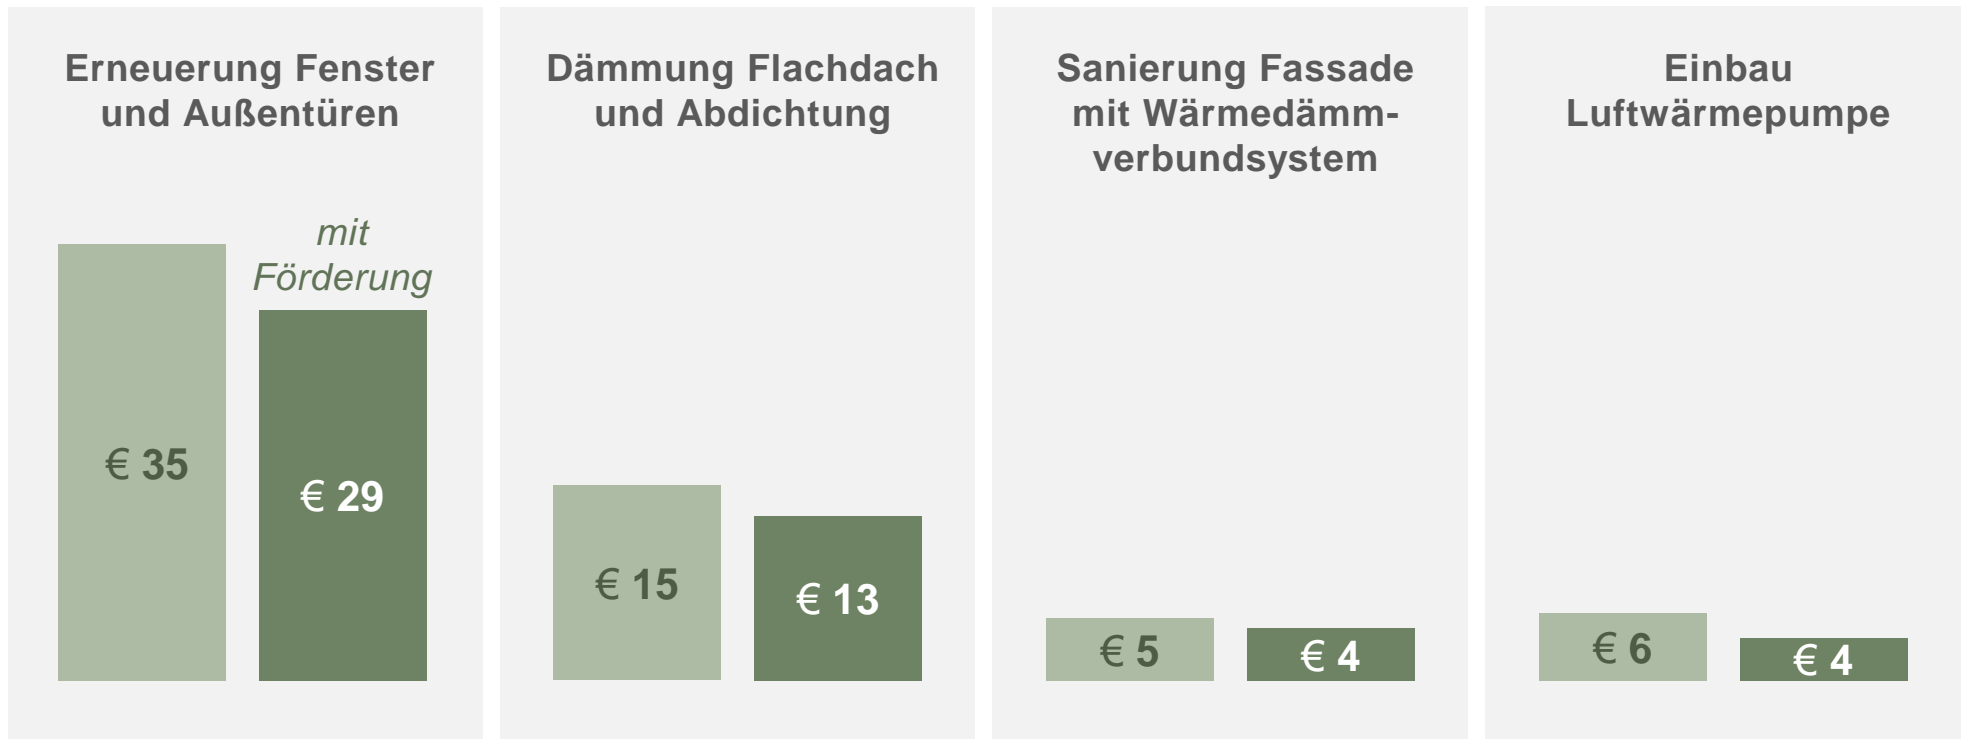 Erneuerung Fenster
und Außentüren
mit
Förderung
€ 35
€ 29
Dämmung Flachdach
und Abdichtung
€ 15
€ 13
Sanierung Fassade
mit Wärmedämm-
verbundsystem
€ 5
€ 4
Einbau
Luftwärmepumpe
€ 6
€ 4